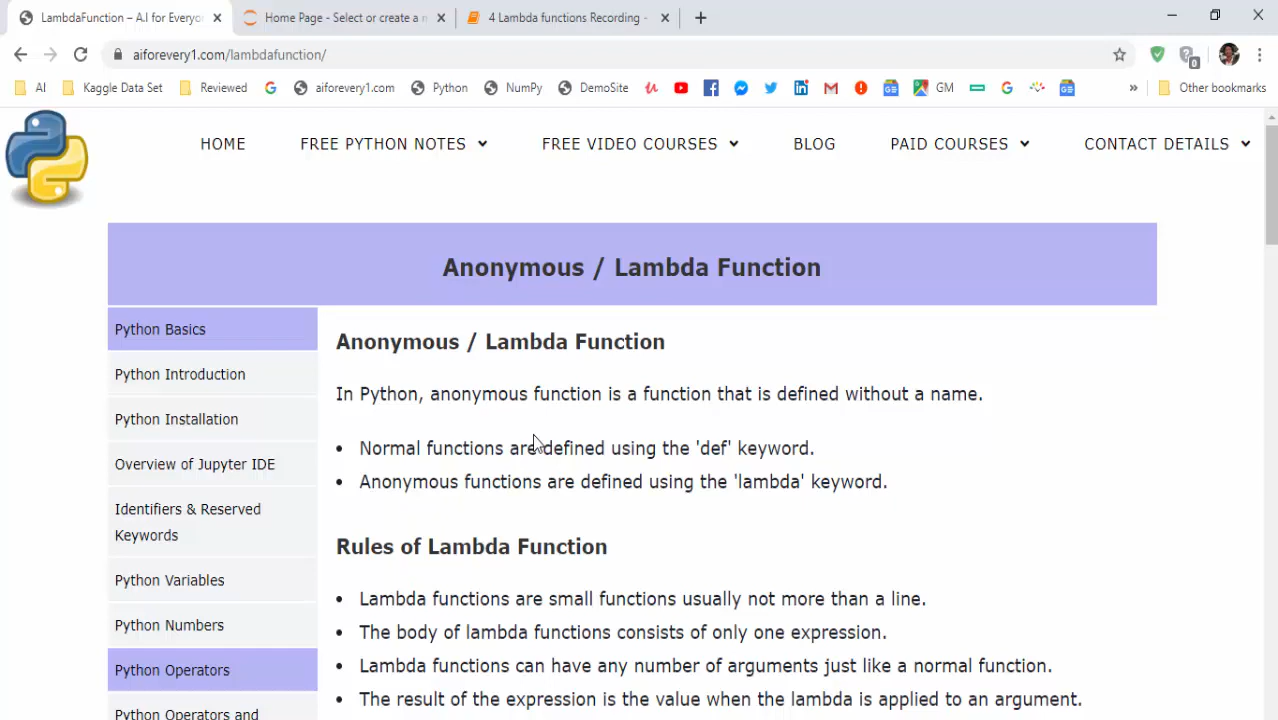 LambdaFunction – A.I for Everyo
Home Page - Select or create a n
4 Lambda functions Recording -
aiforevery1.com/lambdafunction/
0
AI
Kaggle Data Set
Reviewed
aiforevery1.com
Python
NumPy
DemoSite
GM
»
Other bookmarks
HOME
FREE PYTHON NOTES
FREE VIDEO COURSES
BLOG
PAID COURSES
CONTACT DETAILS
Anonymous / Lambda Function
Python Basics
Python Introduction
Python Installation
Overview of Jupyter IDE
Identifiers & Reserved
Keywords
Python Variables
Python Numbers
Python Operators
Python Operators and
Anonymous / Lambda Function
In Python, anonymous function is a function that is defined without a name.
• Normal functions are defined using the 'def' keyword.
• Anonymous functions are defined using the 'lambda' keyword.
Rules of Lambda Function
• Lambda functions are small functions usually not more than a line.
• The body of lambda functions consists of only one expression.
• Lambda functions can have any number of arguments just like a normal function.
• The result of the expression is the value when the lambda is applied to an argument.